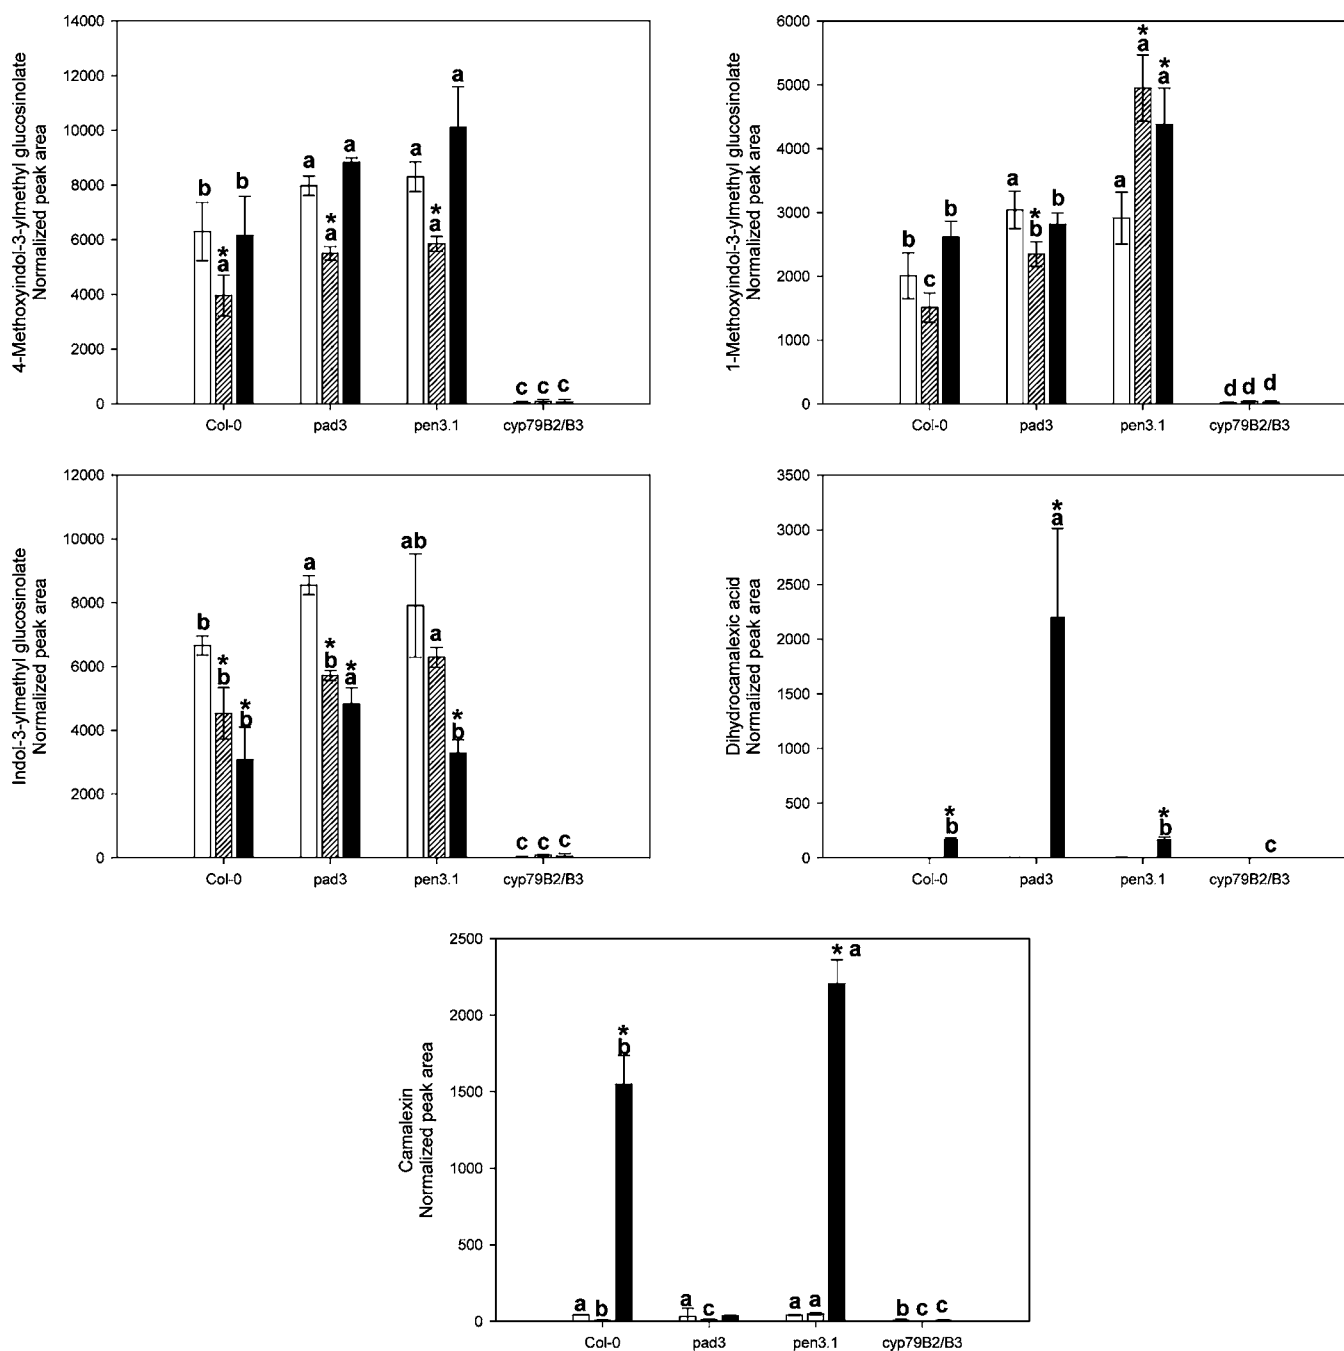 4-Methoxyindol-3-ylmethyl glucosinolate
Normalized peak area
14000
12000
10000
8000
6000
4000
2000
0
b
*
a
b
a
*
a
a
a
*
a
a
c c c
Col-0 pad3 pen3.1 cyp79B2/B3
1-Methoxyindol-3-ylmethyl glucosinolate
Normalized peak area
6000
5000
4000
3000
2000
1000
0
b
c
b
a
*
b
b
a
*
a
*
a
d d d
Col-0 pad3 pen3.1 cyp79B2/B3
Indol-3-ylmethyl glucosinolate
Normalized peak area
12000
10000
8000
6000
4000
2000
0
b
*
b
*
b
a
*
b
*
a
ab
a
*
b
c c c
Col-0 pad3 pen3.1 cyp79B2/B3
Dihydrocamalexic acid
Normalized peak area
3500
3000
2500
2000
1500
1000
500
0
*
b
*
a
*
b
c
Col-0 pad3 pen3.1 cyp79B2/B3
Camalexin
Normalized peak area
2500
2000
1500
1000
500
0
a b
*
b
a c
a a
* a
b c c
Col-0 pad3 pen3.1 cyp79B2/B3